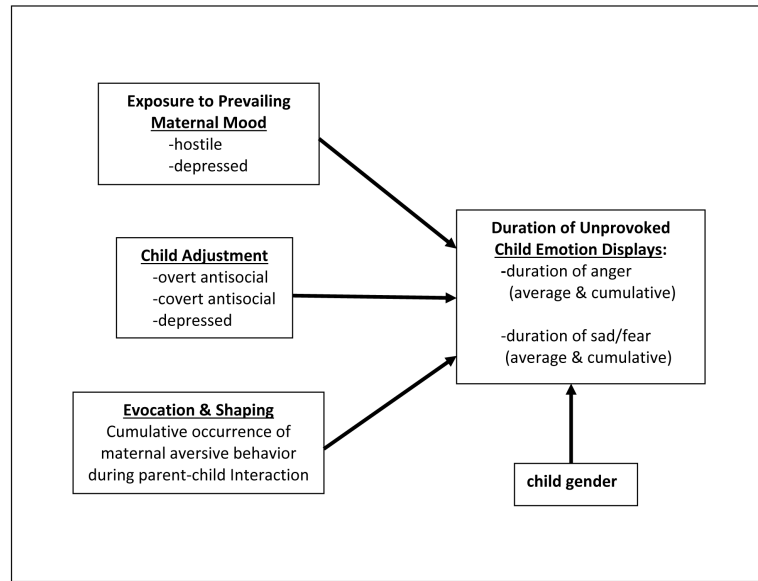 Exposure to Prevailing
Maternal Mood
-hostile
-depressed
Child Adjustment
-overt antisocial
-covert antisocial
-depressed
Evocation & Shaping
Cumulative occurrence of
maternal aversive behavior
during parent-child Interaction
Duration of Unprovoked
Child Emotion Displays:
-duration of anger
(average & cumulative)
-duration of sad/fear
(average & cumulative)
child gender